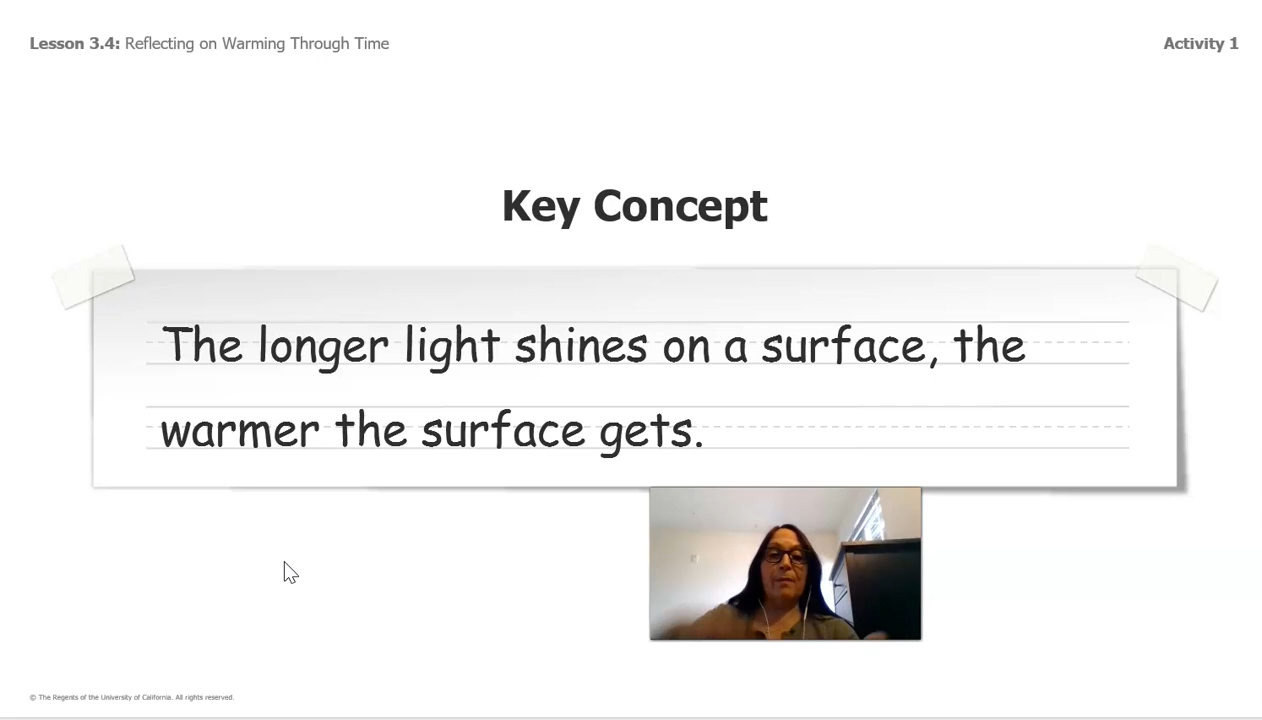 Lesson 3.4: Reflecting on Warming Through Time
Activity 1
Key Concept
The longer light shines on a surface, the
warmer the surface gets.
© The Regents of the University of California. All rights reserved.